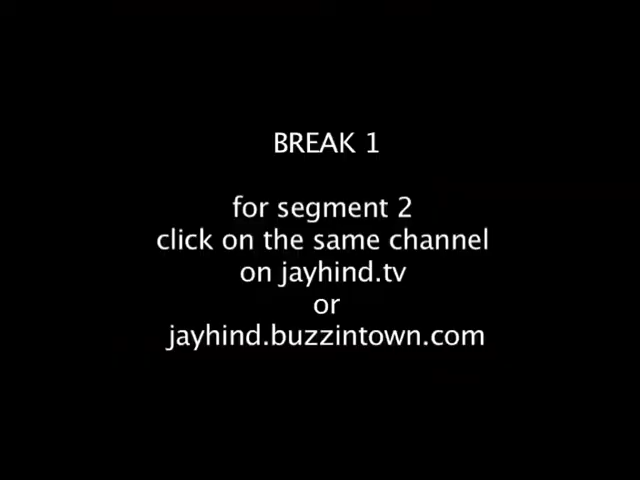 BREAK 1
for segment 2
click on the same channel
on jayhind.tv
or
jayhind.buzzintown.com